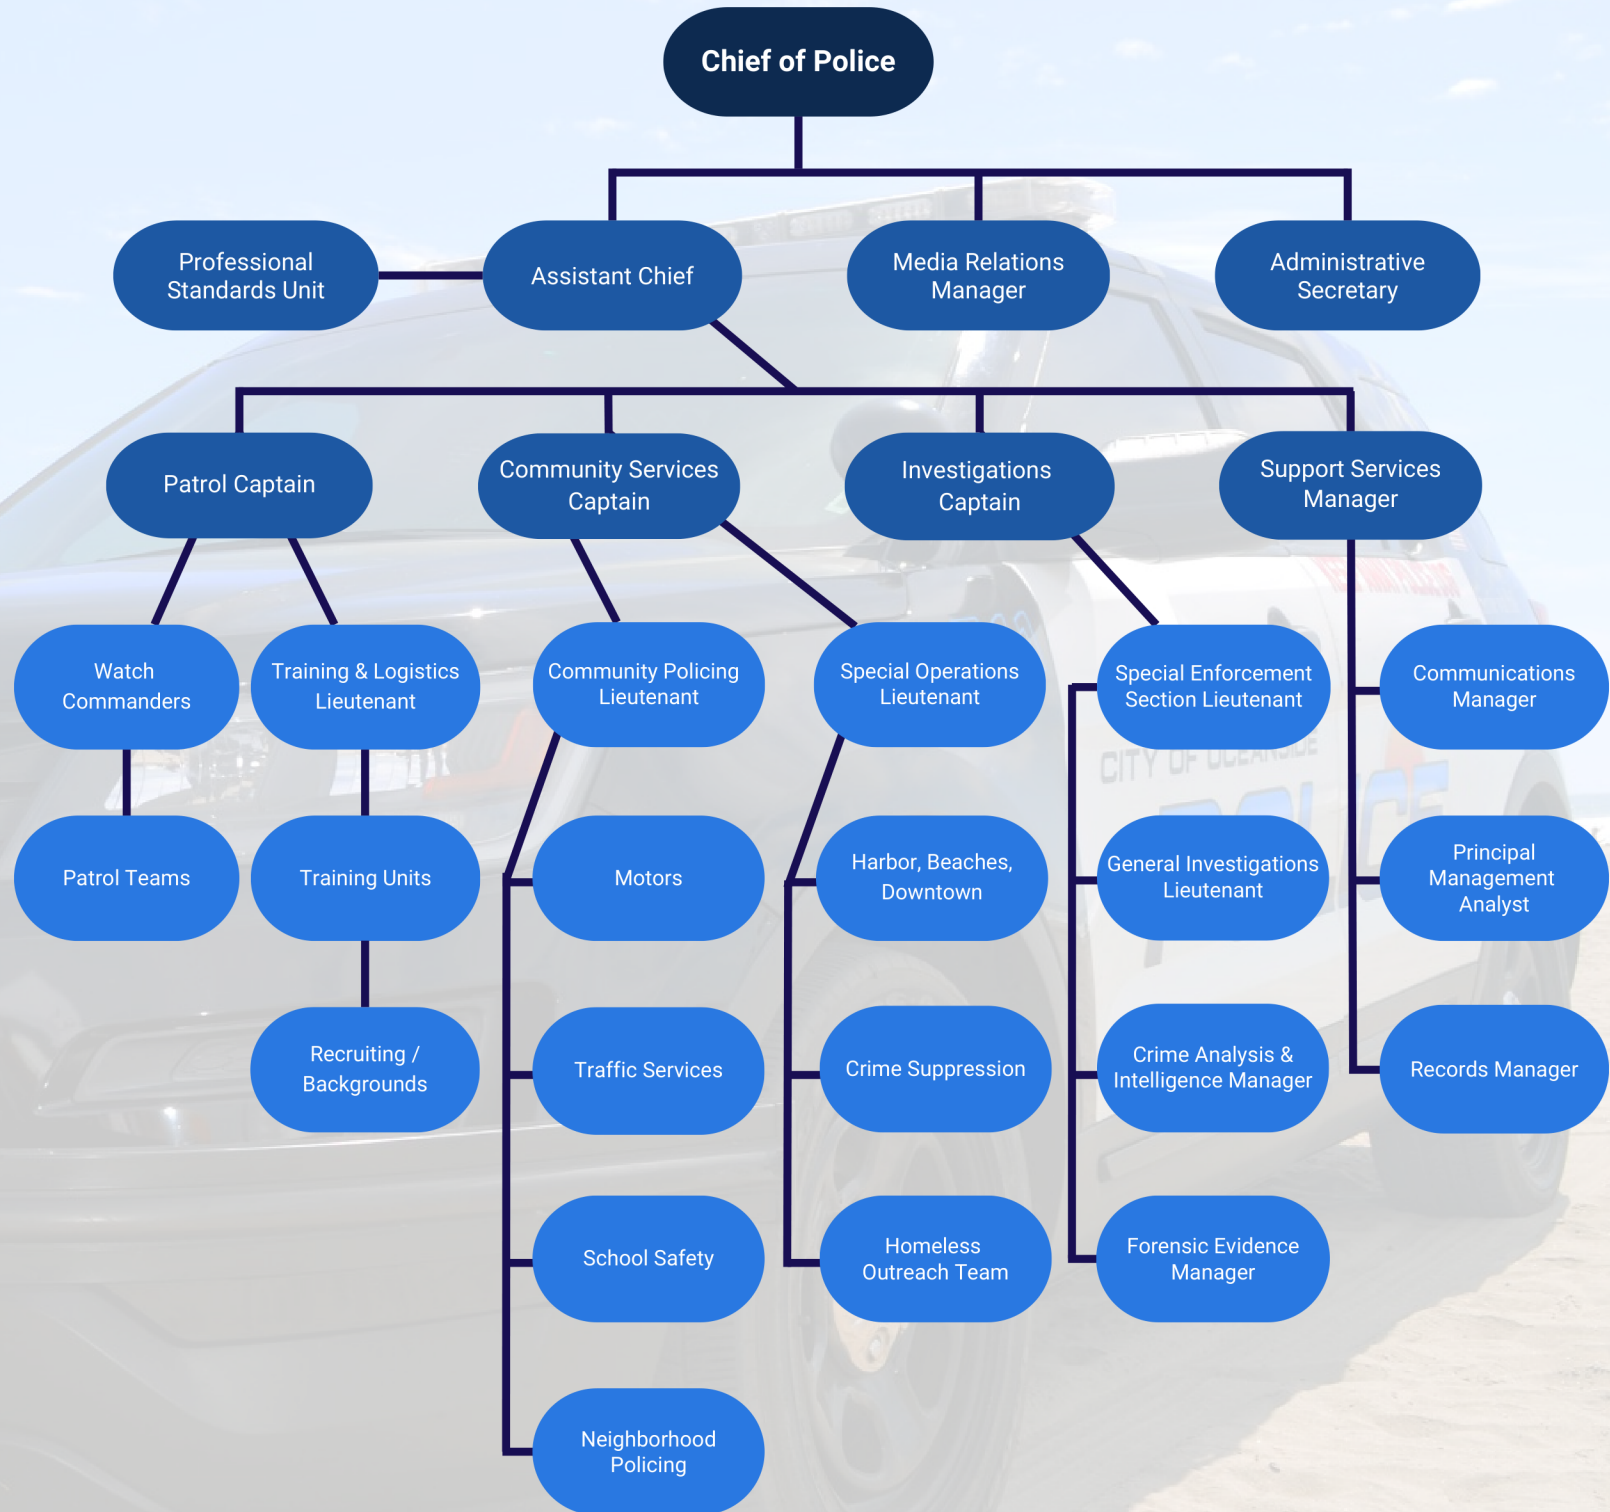 Chief of Police
Professional
Standards Unit
Assistant Chief
Media Relations
Manager
Administrative
Secretary
Patrol Captain
Community Services
Captain
Investigations
Captain
Support Services
Manager
Watch
Commanders
Training & Logistics
Lieutenant
Community Policing
Lieutenant
Special Operations
Lieutenant
Special Enforcement
Section Lieutenant
Communications
Manager
CITY OF OCEANSIDE
POLICE
Patrol Teams
Training Units
Motors
Harbor, Beaches,
Downtown
General Investigations
Lieutenant
Principal
Management
Analyst
Recruiting /
Backgrounds
Traffic Services
Crime Suppression
Crime Analysis &
Intelligence Manager
Records Manager
School Safety
Homeless
Outreach Team
Forensic Evidence
Manager
Neighborhood
Policing